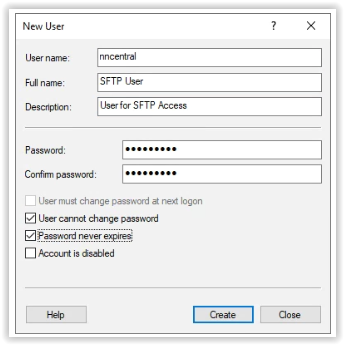 New User
?
User name: nncentral
Full name: SFTP User
Description: User for SFTP Access
Password: ●●●●●●●●●
Confirm password: ●●●●●●●●●
User must change password at next logon
User cannot change password
Password never expires
Account is disabled
Help Create Close